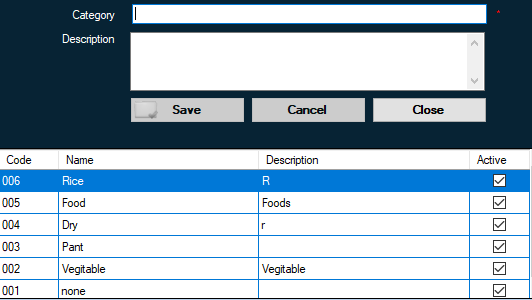 Category *
Description
Save Cancel Close
Code Name Description Active
006 Rice R
005 Food Foods
004 Dry r
003 Pant
002 Vegitable Vegitable
001 none